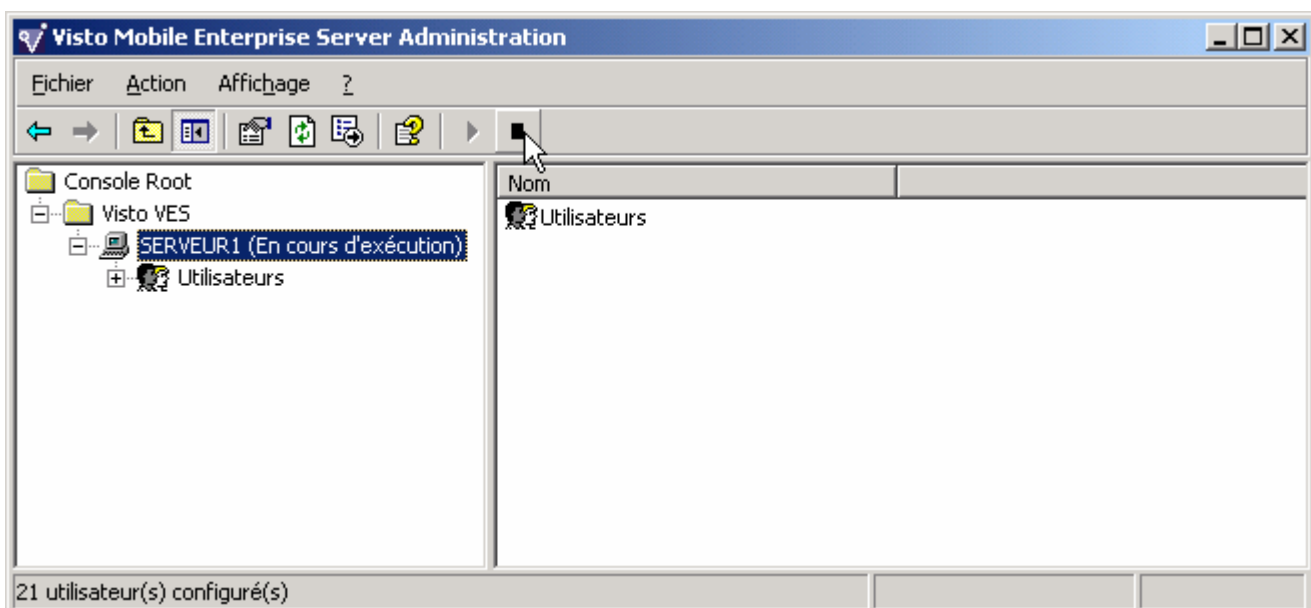 Visto Mobile Enterprise Server Administration
Fichier Action Affichage ?
Console Root
Visto VES
SERVEUR1 (En cours d'exécution)
Utilisateurs
Nom
Utilisateurs
21 utilisateur(s) configuré(s)